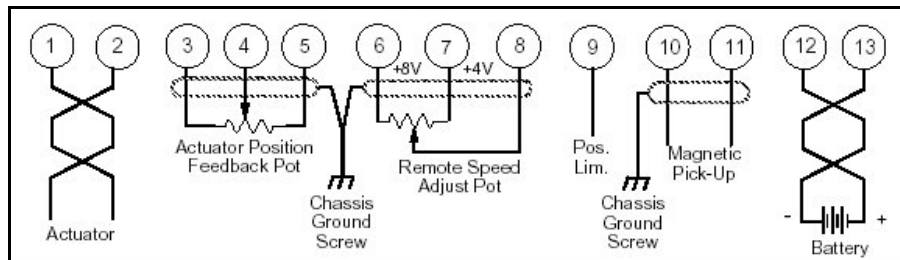 1 2 3 4 5 6 7 8 9 10 11 12 13
+8V +4V
Actuator Position
Feedback Pot
Remote Speed
Adjust Pot
Pos.
Lim.
Magnetic
Pick-Up
Chassis
Ground
Screw
Chassis
Ground
Screw
Actuator
- +
Battery